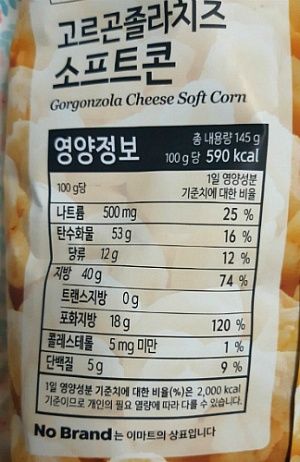 고르곤졸라치즈
소프트콘
Gorgonzola Cheese Soft Corn
영양정보 총 내용량 145 g
100 g 당 590 kcal
100 g당 1일 영양성분
기준치에 대한 비율
나트륨 500 mg 25 %
탄수화물 53 g 16 %
당류 12 g 12 %
지방 40 g 74 %
트랜스지방 0 g
포화지방 18 g 120 %
콜레스테롤 5 mg 미만 1 %
단백질 5 g 9 %
1일 영양성분 기준치에 대한 비율(%)은 2,000 kcal
기준이므로 개인의 필요 열량에 따라 다를 수 있습니다.
No Brand 는 이마트의 상표입니다